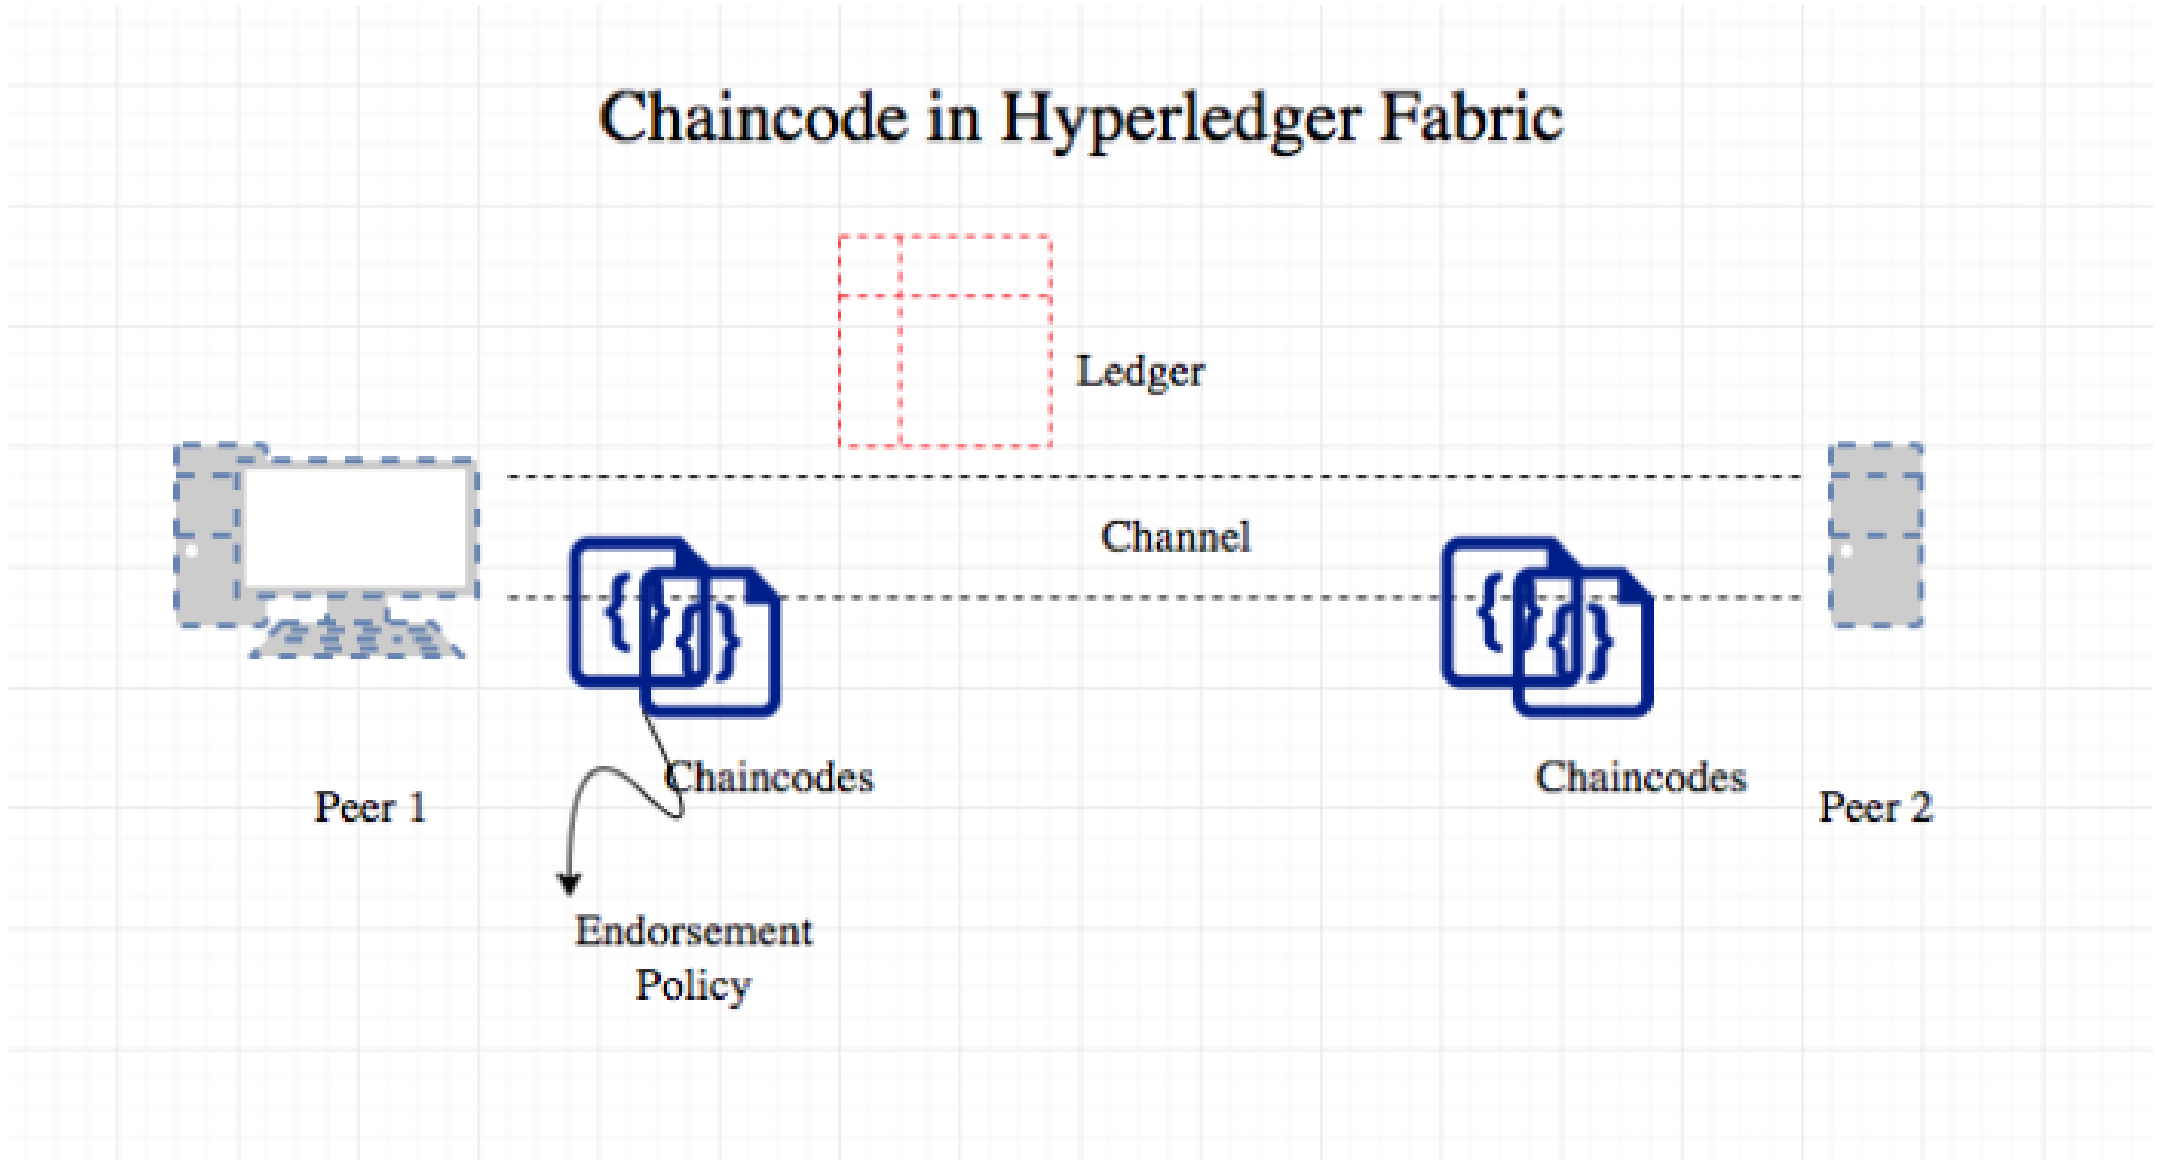 Chaincode in Hyperledger Fabric
Ledger
Channel
Chaincodes
Chaincodes
Peer 1
Peer 2
Endorsement
Policy